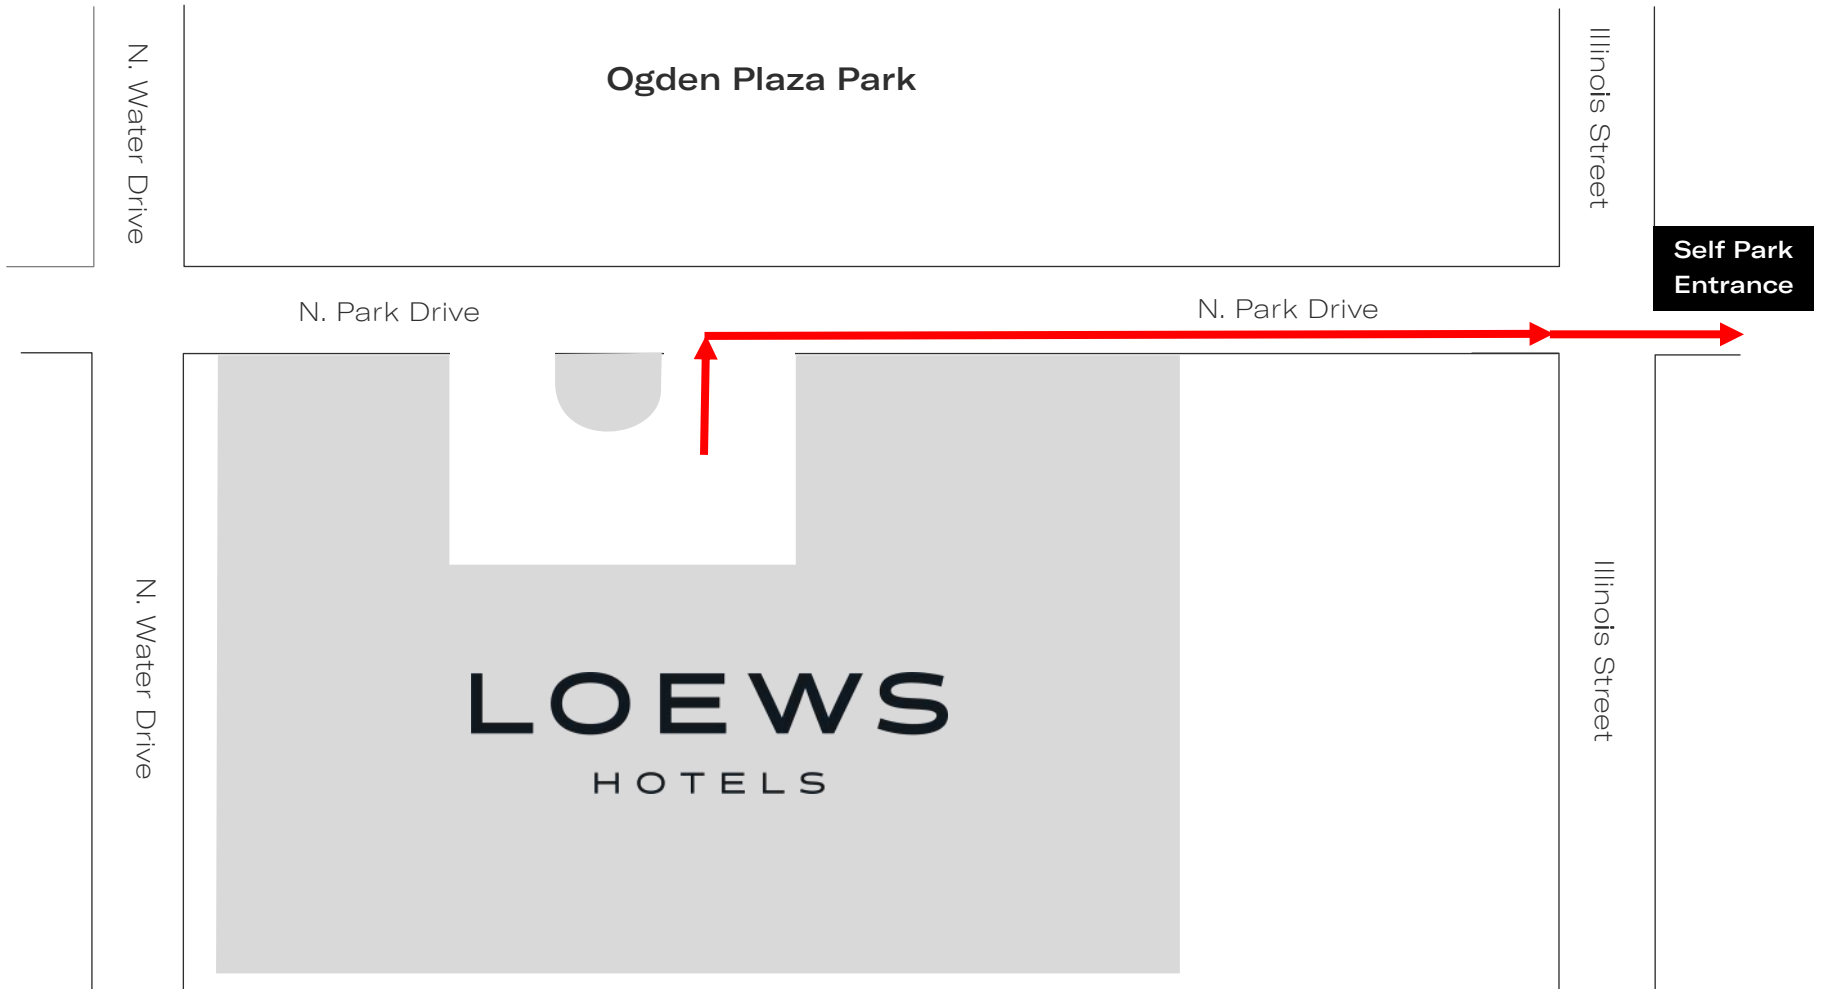 N. Water Drive
Ogden Plaza Park
Illinois Street
Self Park
Entrance
N. Park Drive
N. Park Drive
N. Water Drive
LOEWS
HOTELS
Illinois Street